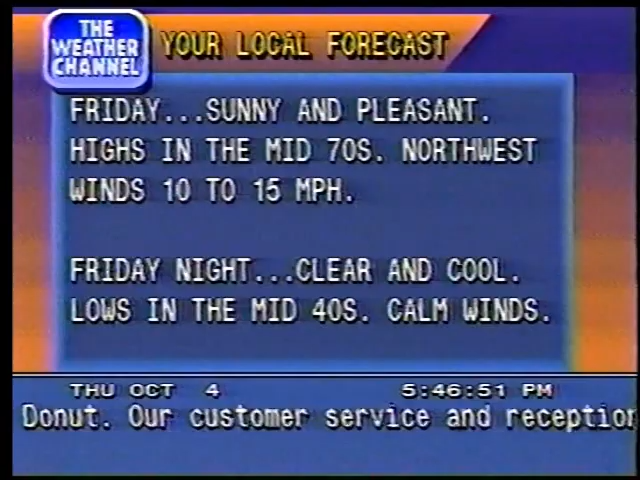 THE
WEATHER
CHANNEL
YOUR LOCAL FORECAST
FRIDAY...SUNNY AND PLEASANT.
HIGHS IN THE MID 70S. NORTHWEST
WINDS 10 TO 15 MPH.
FRIDAY NIGHT...CLEAR AND COOL.
LOWS IN THE MID 40S. CALM WINDS.
THU OCT 4 5:46:51 PM
Donut. Our customer service and reception